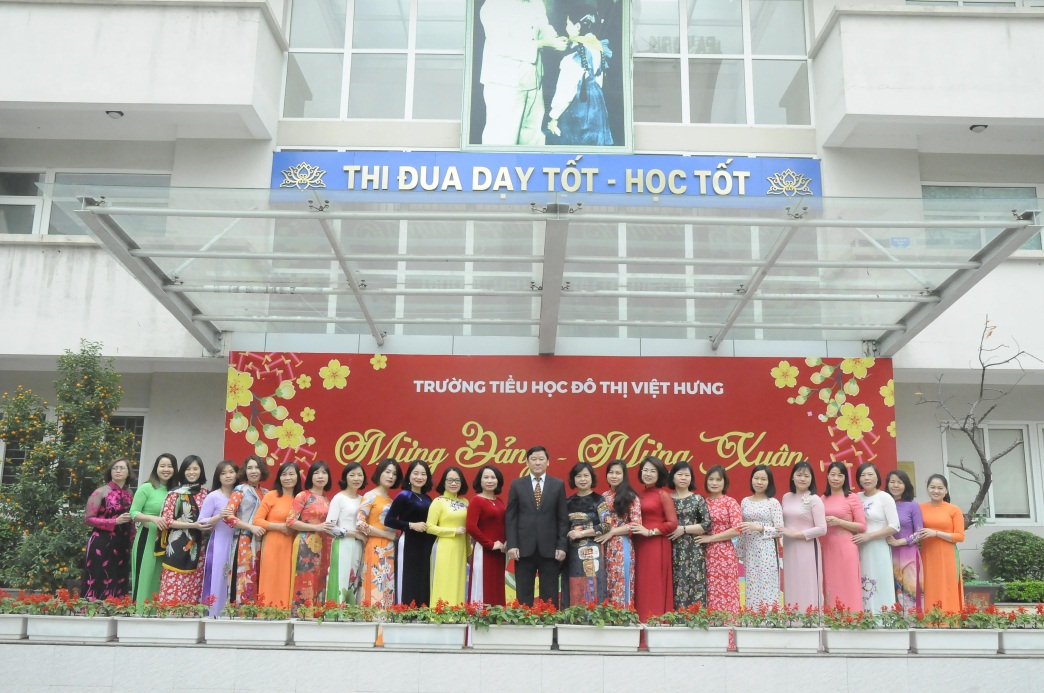 THI ĐUA DẠY TỐT - HỌC TỐT
TRƯỜNG TIỂU HỌC ĐÔ THỊ VIỆT HƯNG
Mừng Đảng - Mừng Xuân